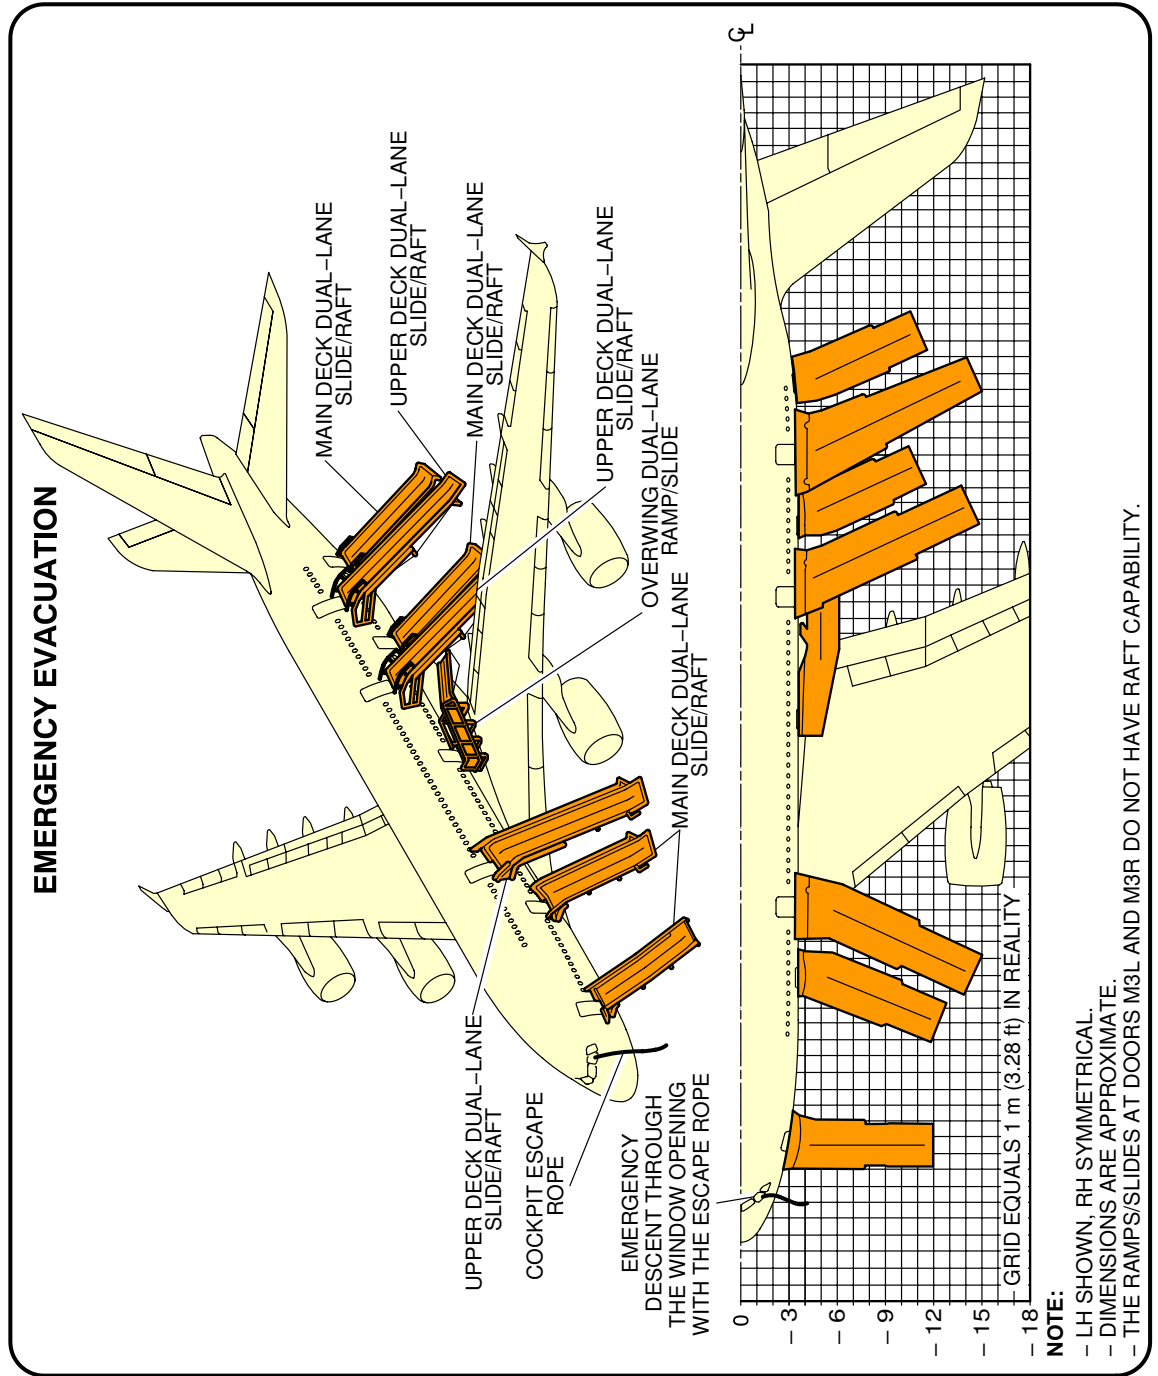 EMERGENCY EVACUATION
MAIN DECK DUAL−LANE
SLIDE/RAFT
UPPER DECK DUAL−LANE
SLIDE/RAFT
MAIN DECK DUAL−LANE
SLIDE/RAFT
UPPER DECK DUAL−LANE
SLIDE/RAFT
OVERWING DUAL−LANE
RAMP/SLIDE
MAIN DECK DUAL−LANE
SLIDE/RAFT
UPPER DECK DUAL−LANE
SLIDE/RAFT
COCKPIT ESCAPE
ROPE
EMERGENCY
DESCENT THROUGH
THE WINDOW OPENING
WITH THE ESCAPE ROPE
CL
0
− 3
− 6
− 9
− 12
− 15
− 18
GRID EQUALS 1 m (3.28 ft) IN REALITY
NOTE:
− LH SHOWN, RH SYMMETRICAL.
− DIMENSIONS ARE APPROXIMATE.
− THE RAMPS/SLIDES AT DOORS M3L AND M3R DO NOT HAVE RAFT CAPABILITY.